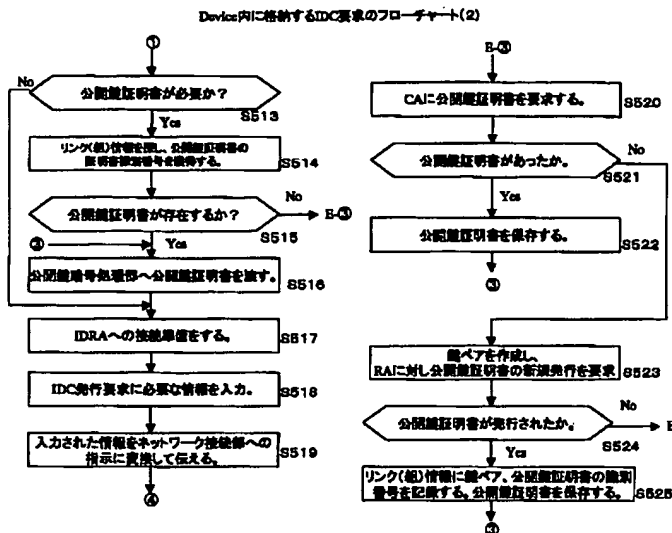 Device内に格納するIDC要求のフローチャート(2)
①
公開鍵証明書が必要か?
No
S513
Yes
リンク(組)情報を探し、公開鍵証明書の
証明書識別番号を取得する。
S514
公開鍵証明書が存在するか?
No
E-③
S515
②
Yes
公開鍵暗号処理部へ公開鍵証明書を渡す。
S516
IDRAへの接続準備をする。
S517
IDC発行要求に必要な情報を入力。
S518
入力された情報をネットワーク接続部への
指示に変換して伝える。
S519
④
E-③
CAに公開鍵証明書を要求する。
S520
公開鍵証明書があったか。
No
S521
Yes
公開鍵証明書を保存する。
S522
③
鍵ペアを作成し、
RAに対し公開鍵証明書の新規発行を要求
S523
公開鍵証明書が発行されたか。
No
E
S524
Yes
リンク(組)情報に鍵ペア、公開鍵証明書の識別
番号を記録する。公開鍵証明書を保存する。
S525
③